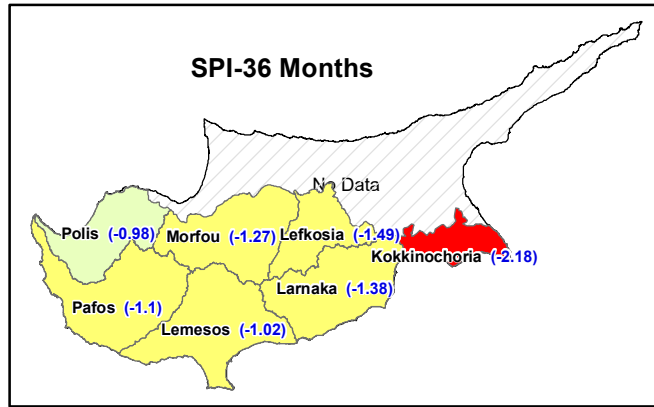 SPI-36 Months
No Data
Polis (-0.98)
Morfou (-1.27)
Lefkosia (-1.49)
Kokkinochoria (-2.18)
Larnaka (-1.38)
Pafos (-1.1)
Lemesos (-1.02)